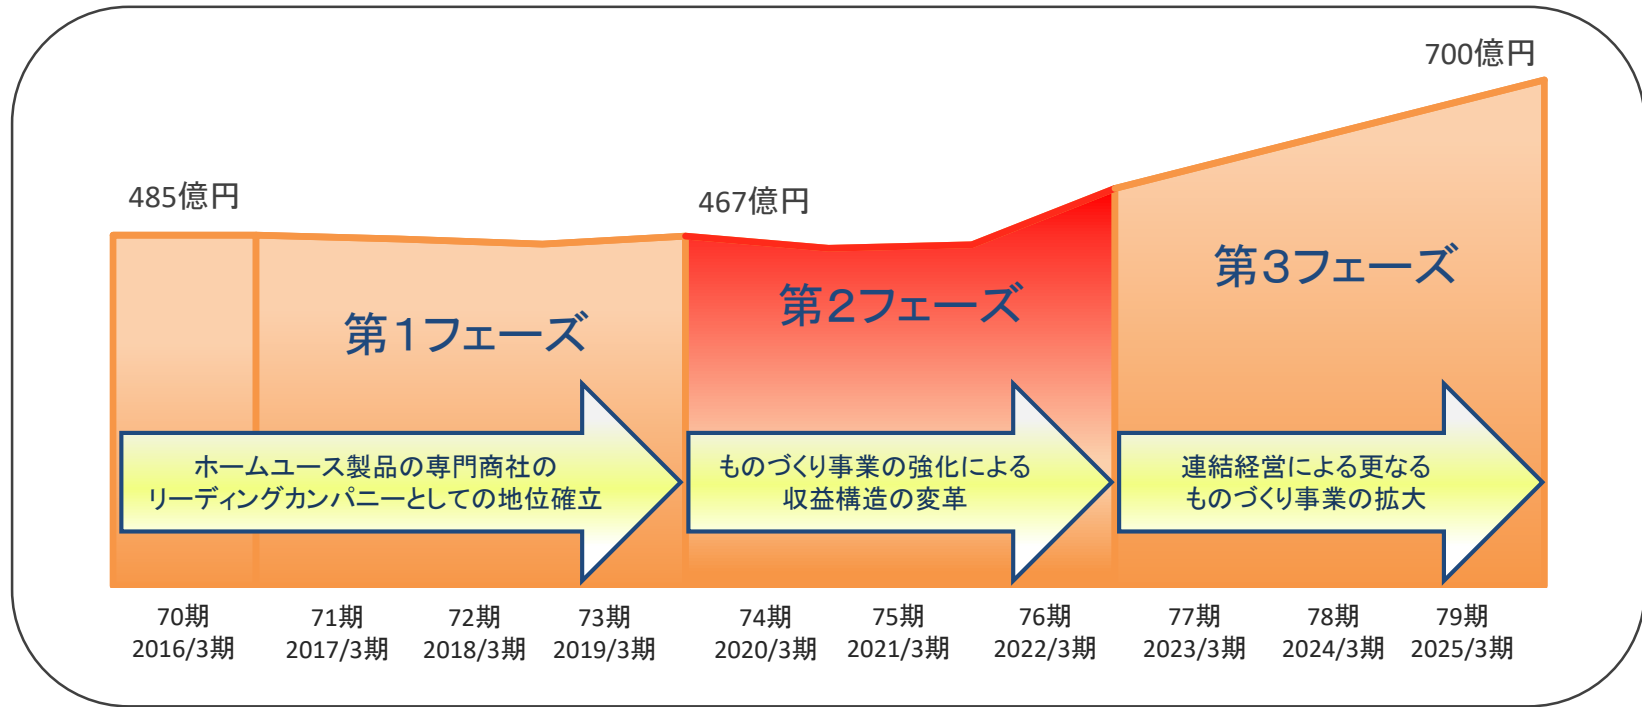 700億円
485億円
467億円
第1フェーズ
第2フェーズ
第3フェーズ
ホームユース製品の専門商社の
リーディングカンパニーとしての地位確立
ものづくり事業の強化による
収益構造の変革
連結経営による更なる
ものづくり事業の拡大
70期
2016/3期
71期
2017/3期
72期
2018/3期
73期
2019/3期
74期
2020/3期
75期
2021/3期
76期
2022/3期
77期
2023/3期
78期
2024/3期
79期
2025/3期